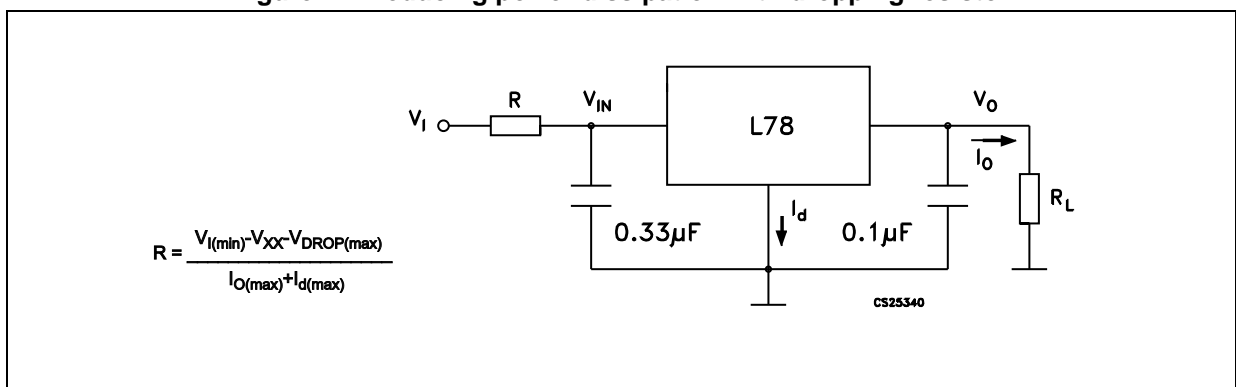 R
V_IN
V_O
V_I
L78
I_O
R_L
I_d
0.33µF
0.1µF
R = V_I(min)-V_XX-V_DROP(max)
I_O(max)+I_d(max)
CS25340